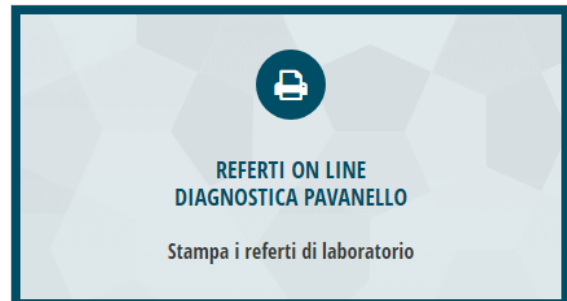 REFERTI ON LINE
DIAGNOSTICA PAVANELLO
Stampa i referti di laboratorio